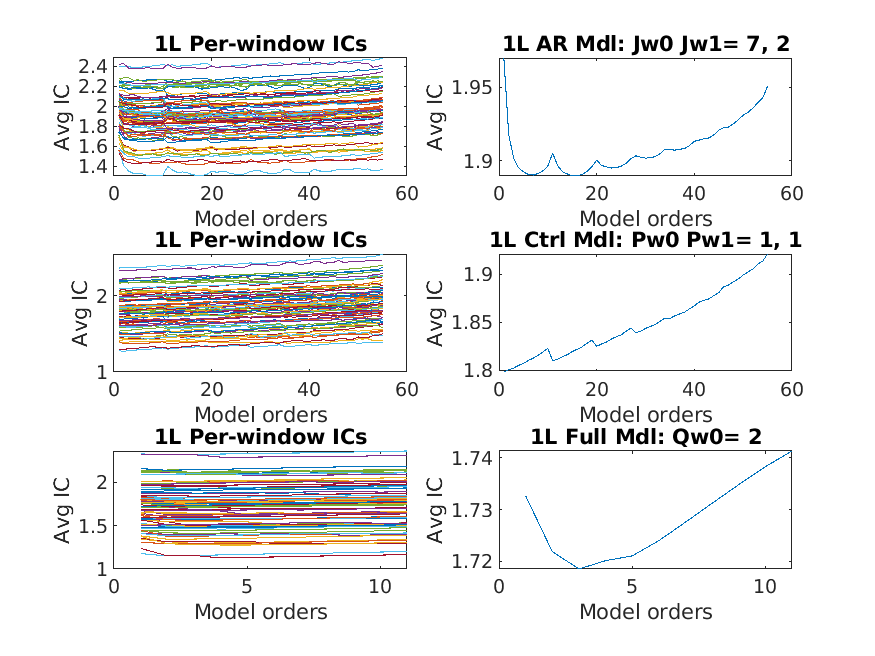 1L Per-window ICs
Avg IC
2.4
2.2
2
1.8
1.6
1.4
0
20
40
60
Model orders
1L AR Mdl: Jw0 Jw1= 7, 2
Avg IC
1.95
1.9
0
20
40
60
Model orders
1L Per-window ICs
Avg IC
2
1
0
20
40
60
Model orders
1L Ctrl Mdl: Pw0 Pw1= 1, 1
Avg IC
1.9
1.85
1.8
0
20
40
60
Model orders
1L Per-window ICs
Avg IC
2
1.5
1
0
5
10
Model orders
1L Full Mdl: Qw0= 2
Avg IC
1.74
1.73
1.72
0
5
10
Model orders